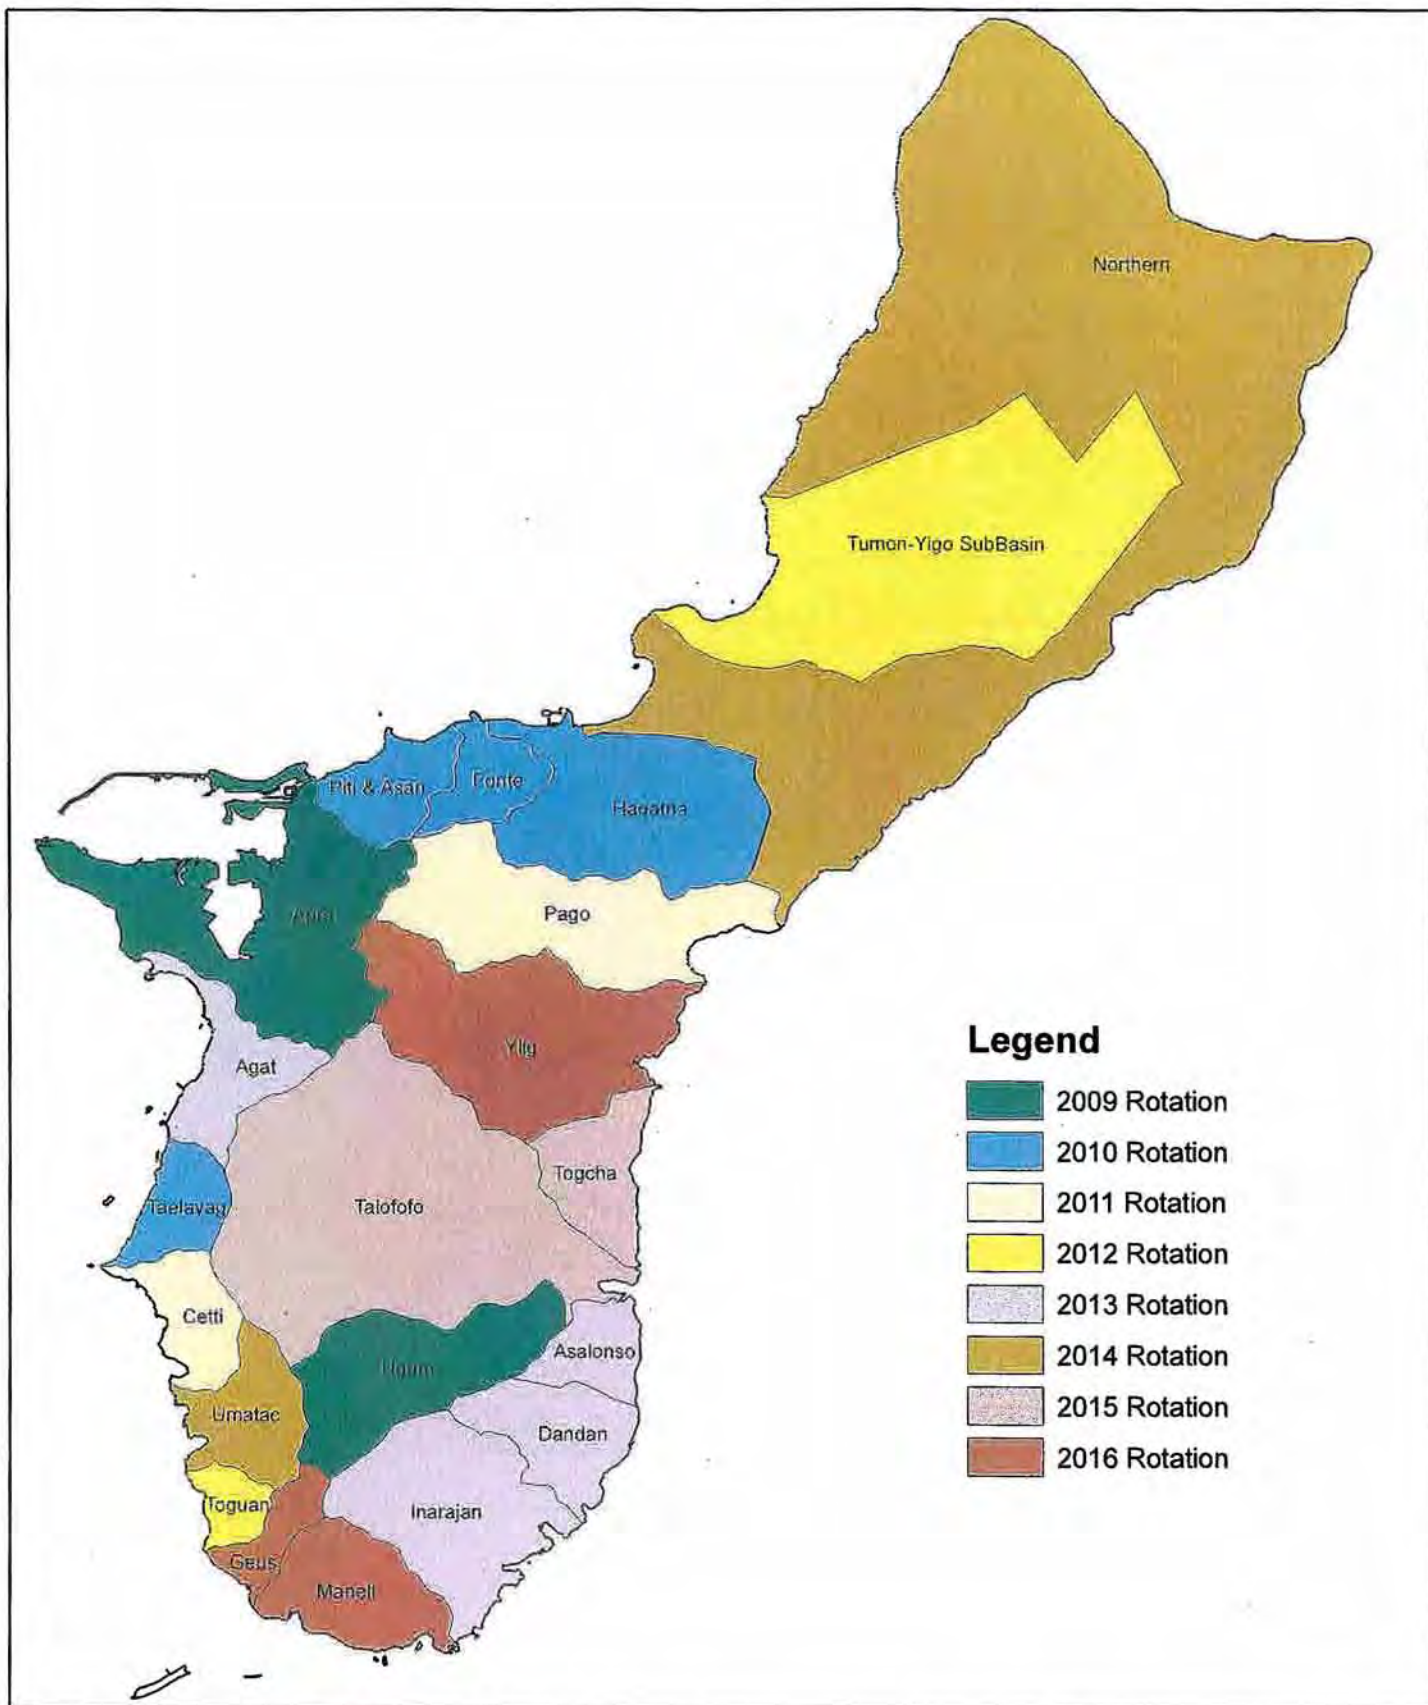 Northern
Tumon-Yigo SubBasin
Piti & Asan
Fonte
Hagatna
Apra
Pago
Ylig
Agat
Togcha
Taelayag
Talofofo
Cetti
Asalonso
Ugum
Umatac
Dandan
Toguan
Inarajan
Geus
Manell
Legend
2009 Rotation
2010 Rotation
2011 Rotation
2012 Rotation
2013 Rotation
2014 Rotation
2015 Rotation
2016 Rotation